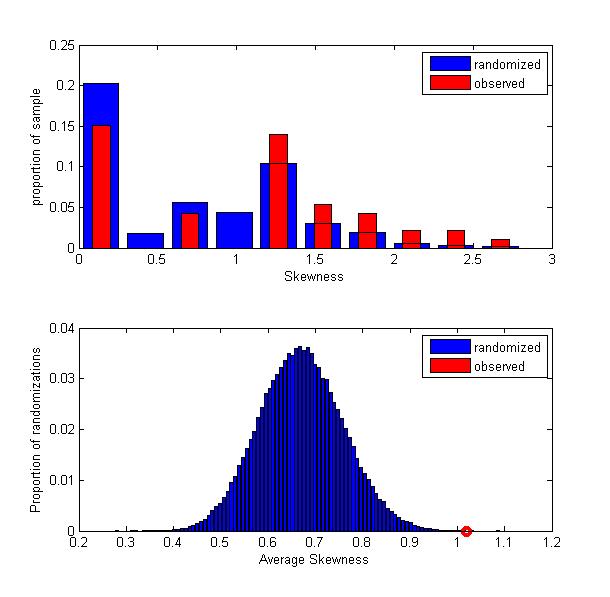 0.25
0.2
0.15
0.1
0.05
0
proportion of sample
randomized
observed
0 0.5 1 1.5 2 2.5 3
Skewness
0.04
0.03
0.02
0.01
0
Proportion of randomizations
randomized
observed
0.2 0.3 0.4 0.5 0.6 0.7 0.8 0.9 1 1.1 1.2
Average Skewness